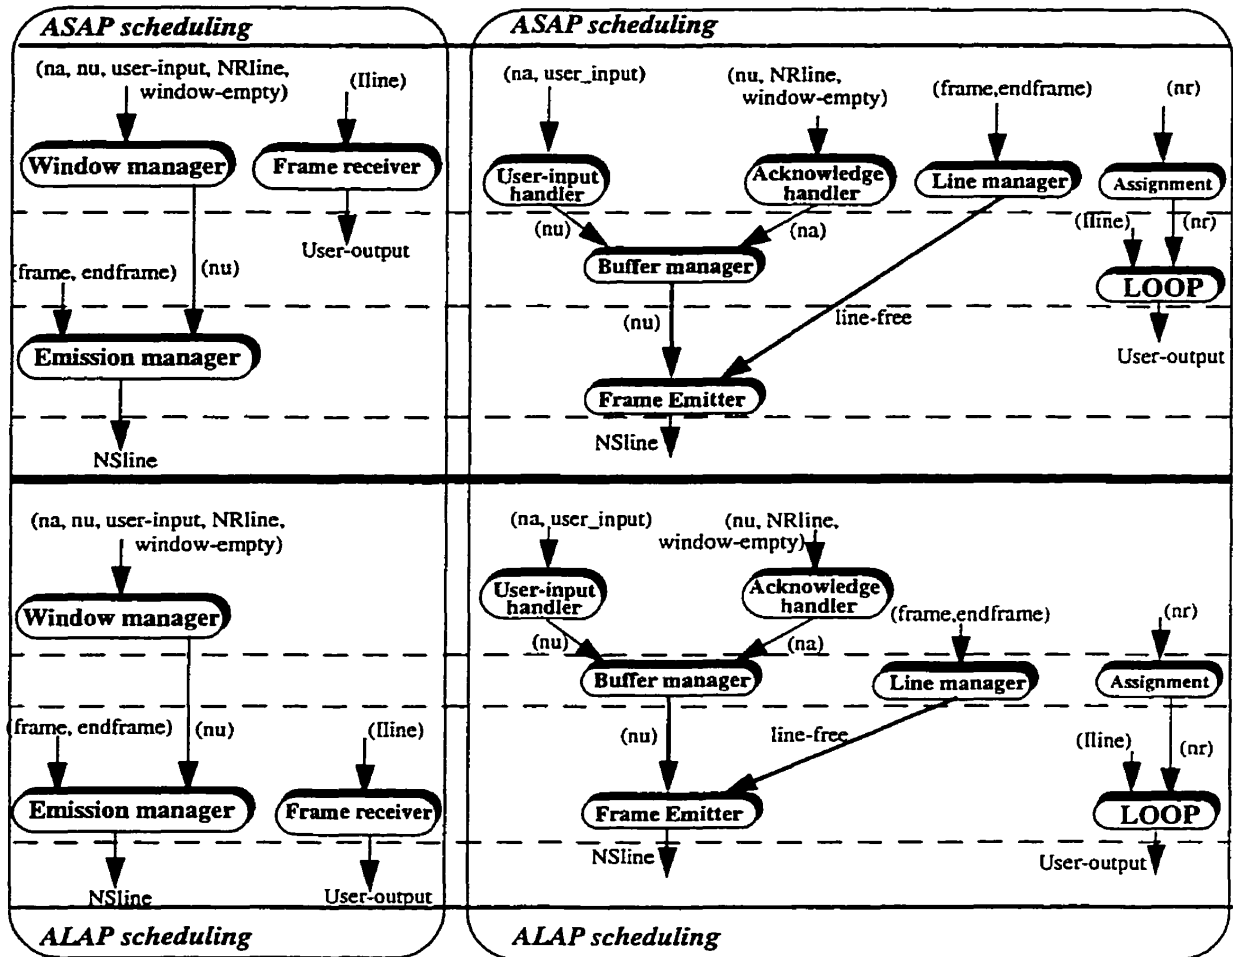 ASAP scheduling
(na, nu, user-input, NRline,
window-empty)
(Iline)
Window manager
Frame receiver
User-output
(frame, endframe)
(nu)
Emission manager
NSline
ASAP scheduling
(na, user_input)
(nu, NRline,
window-empty)
(frame,endframe)
(nr)
User-input
handler
Acknowledge
handler
Line manager
Assignment
(nu)
(na)
(Iline)
(nr)
Buffer manager
LOOP
(nu)
line-free
User-output
Frame Emitter
NSline
(na, nu, user-input, NRline,
window-empty)
Window manager
(frame, endframe)
(nu)
(Iline)
Emission manager
Frame receiver
NSline
User-output
ALAP scheduling
(na, user_input)
(nu, NRline,
window-empty)
User-input
handler
Acknowledge
handler
(frame,endframe)
(nr)
(nu)
(na)
Buffer manager
Line manager
Assignment
(nu)
line-free
(Iline)
(nr)
Frame Emitter
LOOP
NSline
User-output
ALAP scheduling